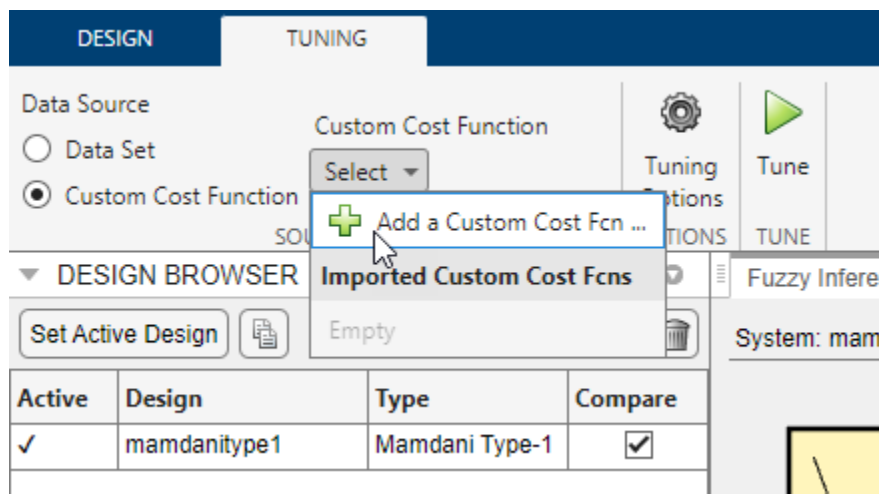 DESIGN TUNING
Data Source
Data Set
Custom Cost Function
Custom Cost Function
Select
Add a Custom Cost Fcn ...
Imported Custom Cost Fcns
Empty
Tuning
Tune
TUNE
DESIGN BROWSER
Fuzzy Infere
Set Active Design
System: mam
Active Design Type Compare
✓ mamdanitype1 Mamdani Type-1